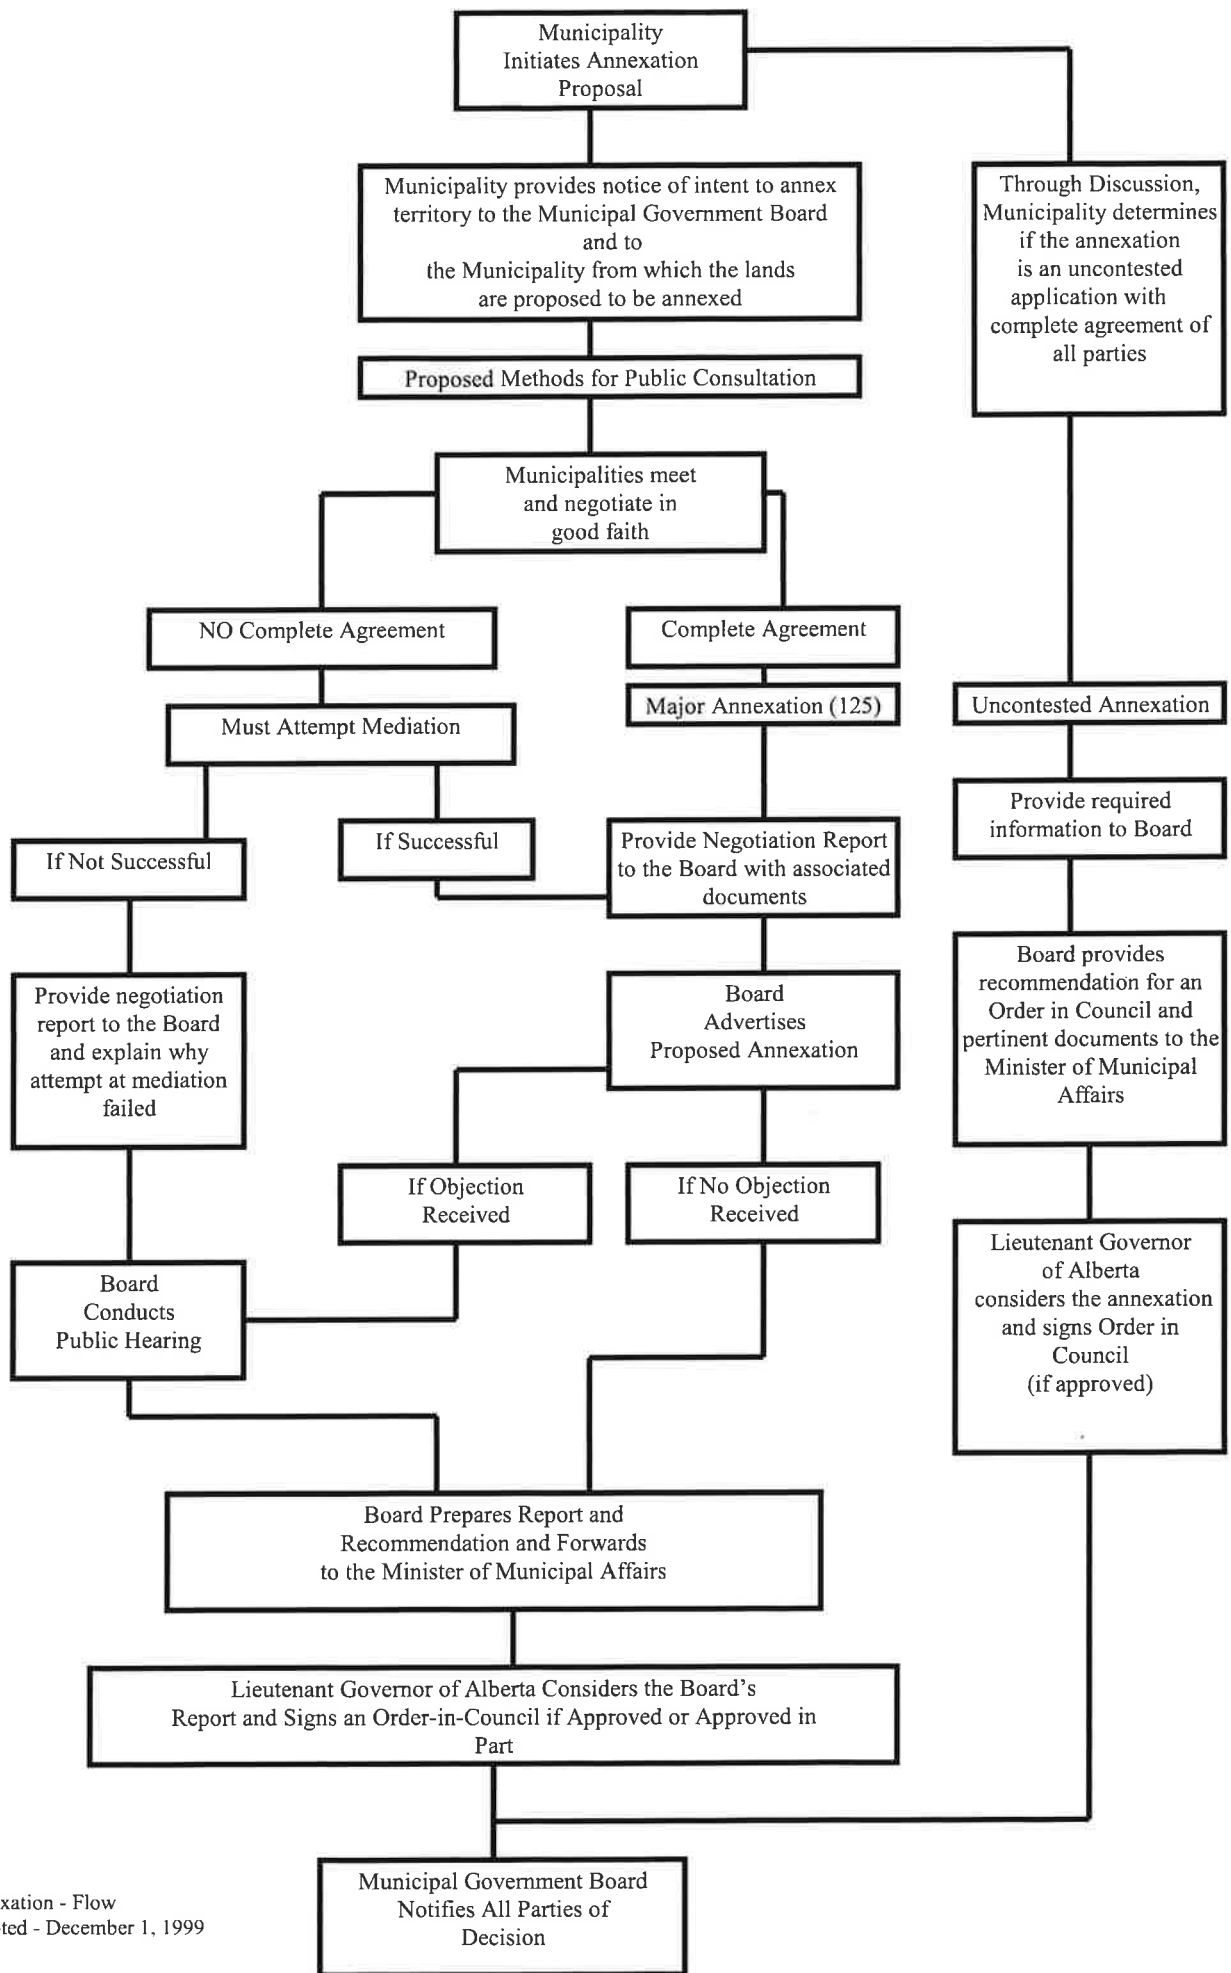 Municipality
Initiates Annexation
Proposal
Municipality provides notice of intent to annex
territory to the Municipal Government Board
and to
the Municipality from which the lands
are proposed to be annexed
Through Discussion,
Municipality determines
if the annexation
is an uncontested
application with
complete agreement of
all parties
Proposed Methods for Public Consultation
Municipalities meet
and negotiate in
good faith
NO Complete Agreement
Complete Agreement
Major Annexation (125)
Uncontested Annexation
Must Attempt Mediation
Provide required
information to Board
If Not Successful
If Successful
Provide Negotiation Report
to the Board with associated
documents
Board provides
recommendation for an
Order in Council and
pertinent documents to the
Minister of Municipal
Affairs
Provide negotiation
report to the Board
and explain why
attempt at mediation
failed
Board
Advertises
Proposed Annexation
If Objection
Received
If No Objection
Received
Lieutenant Governor
of Alberta
considers the annexation
and signs Order in
Council
(if approved)
Board
Conducts
Public Hearing
Board Prepares Report and
Recommendation and Forwards
to the Minister of Municipal Affairs
Lieutenant Governor of Alberta Considers the Board's
Report and Signs an Order-in-Council if Approved or Approved in
Part
Municipal Government Board
Notifies All Parties of
Decision
xation - Flow
ted - December 1, 1999